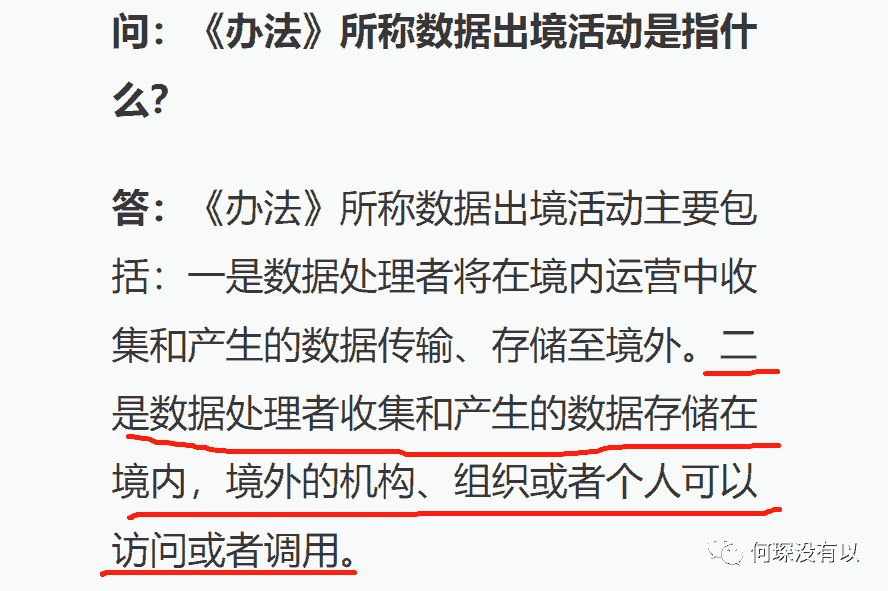 问：《办法》所称数据出境活动是指什
么？
答：《办法》所称数据出境活动主要包
括：一是数据处理者将在境内运营中收
集和产生的数据传输、存储至境外。二
是数据处理者收集和产生的数据存储在
境内，境外的机构、组织或者个人可以
访问或者调用。
何琛没有以